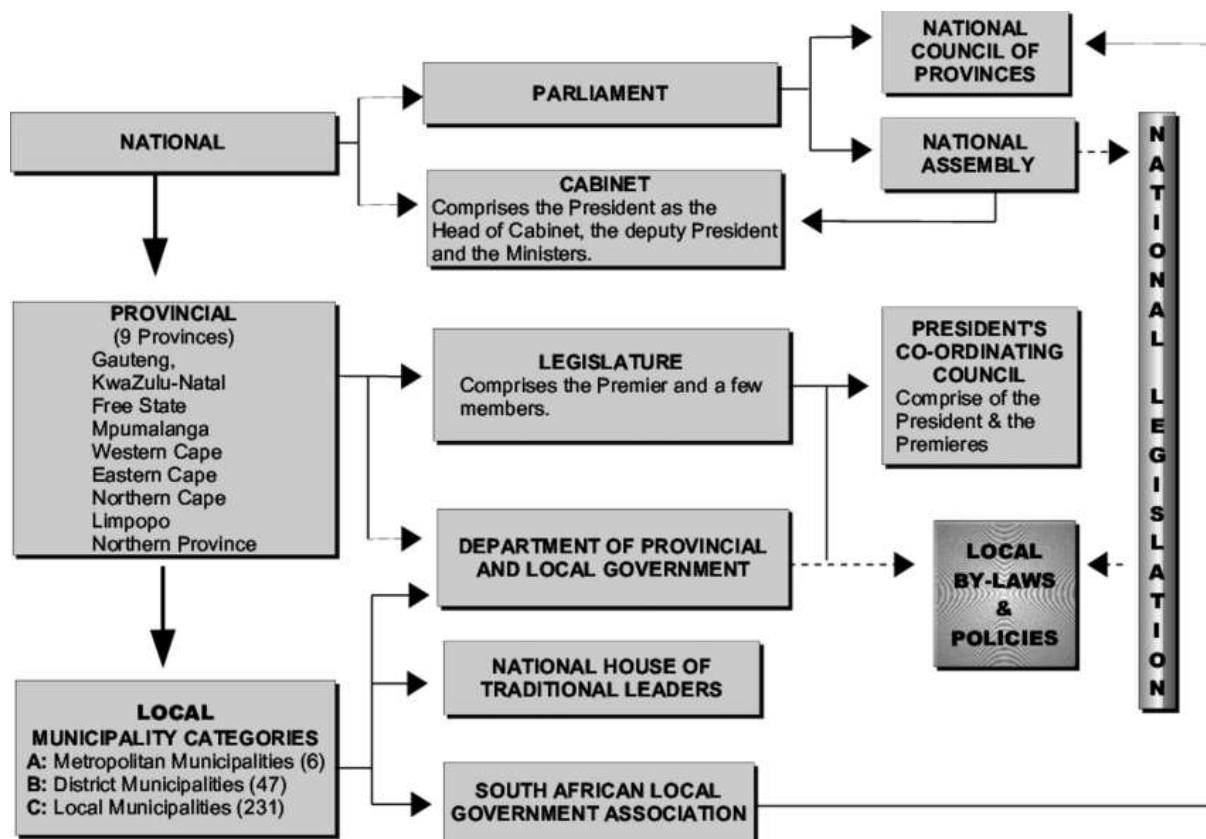 NATIONAL
PARLIAMENT
NATIONAL
COUNCIL OF
PROVINCES
NATIONAL
ASSEMBLY
CABINET
Comprises the President as the
Head of Cabinet, the deputy President
and the Ministers.
PROVINCIAL
(9 Provinces)
Gauteng,
KwaZulu-Natal
Free State
Mpumalanga
Western Cape
Eastern Cape
Northern Cape
Limpopo
Northern Province
LEGISLATURE
Comprises the Premier and a few
members.
PRESIDENT'S
CO-ORDINATING
COUNCIL
Comprise of the
President & the
Premieres
DEPARTMENT OF PROVINCIAL
AND LOCAL GOVERNMENT
LOCAL
BY-LAWS
&
POLICIES
NATIONAL LEGISLATION
NATIONAL HOUSE OF
TRADITIONAL LEADERS
LOCAL
MUNICIPALITY CATEGORIES
A: Metropolitan Municipalities (6)
B: District Municipalities (47)
C: Local Municipalities (231)
SOUTH AFRICAN LOCAL
GOVERNMENT ASSOCIATION